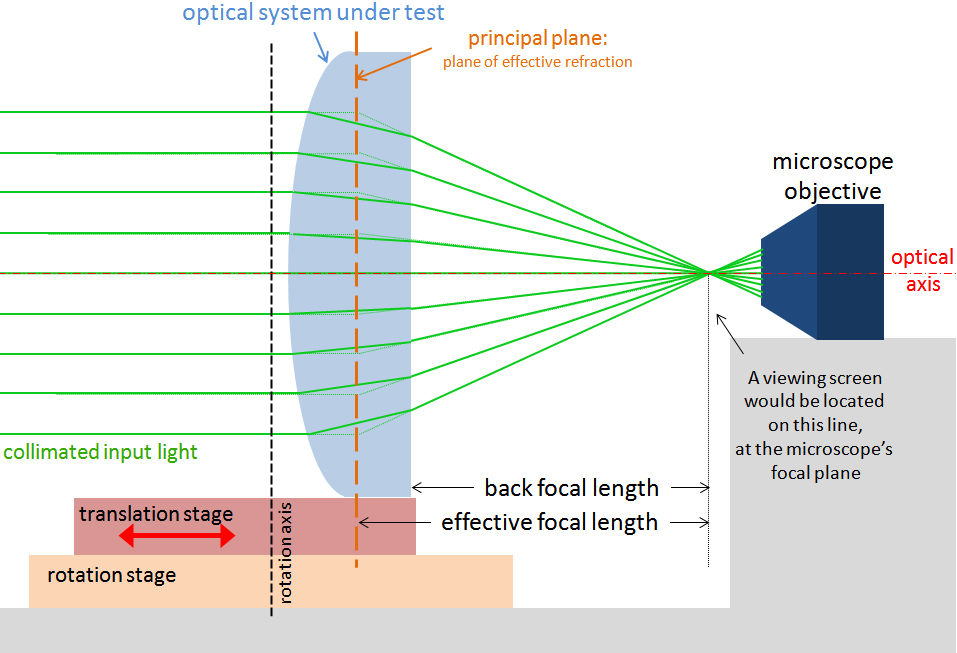 optical system under test
principal plane:
plane of effective refraction
microscope
objective
optical
axis
A viewing screen
would be located
on this line,
at the microscope's
focal plane
collimated input light
back focal length
effective focal length
translation stage
rotation axis
rotation stage